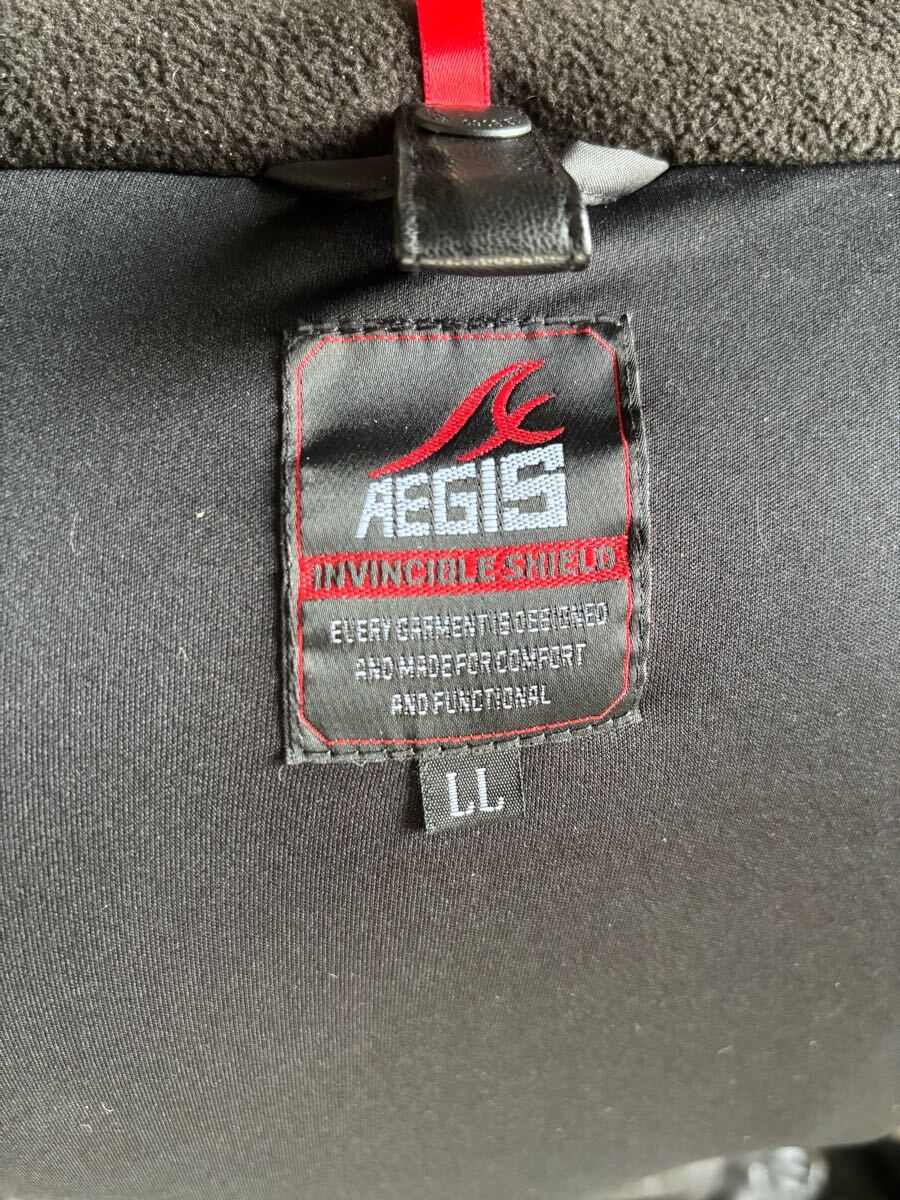 AEGIS
INVINCIBLE SHIELD
EVERY GARMENT IS DESIGNED
AND MADE FOR COMFORT
AND FUNCTIONAL
LL